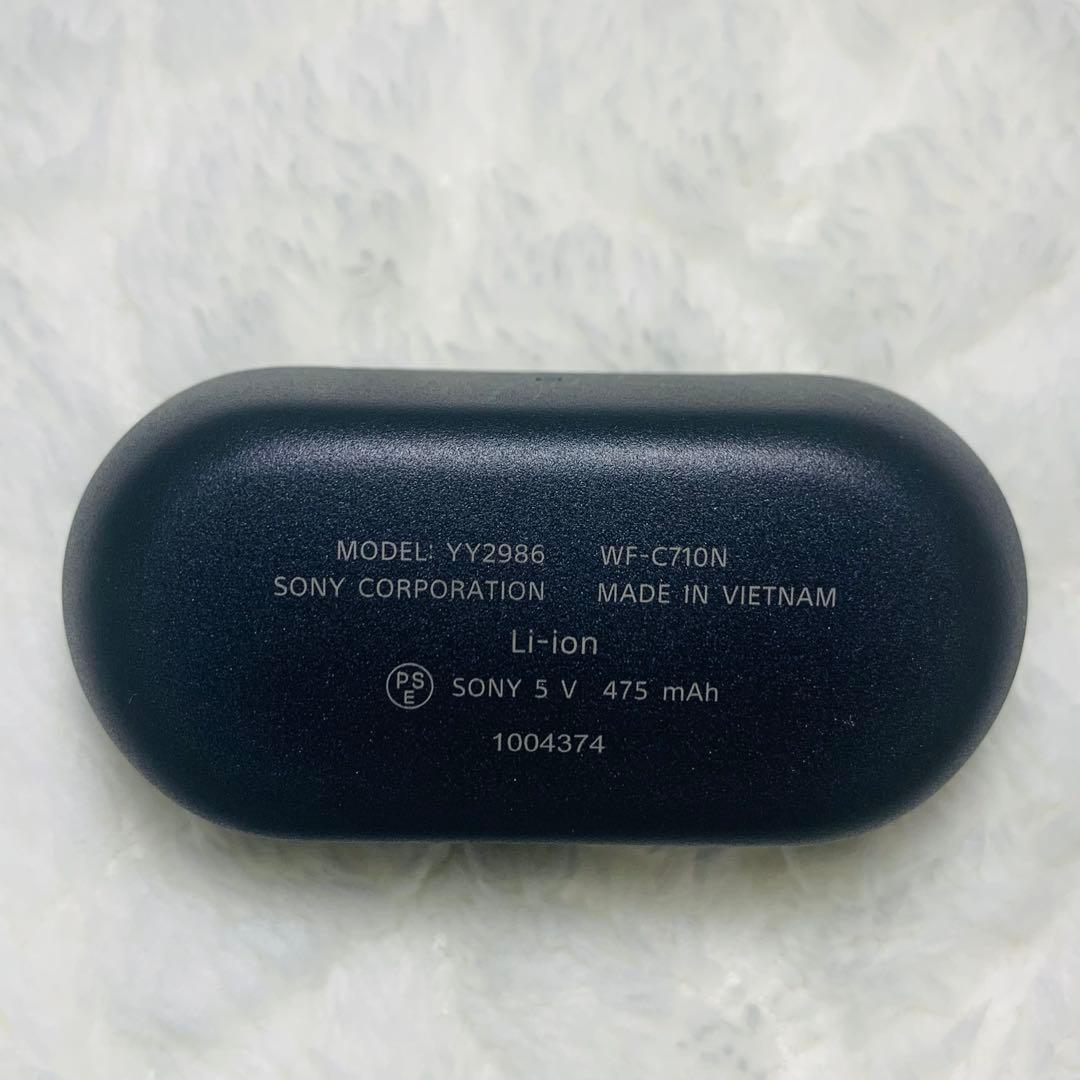 MODEL: YY2986 WF-C710N
SONY CORPORATION MADE IN VIETNAM
Li-ion
PSE SONY 5 V 475 mAh
1004374